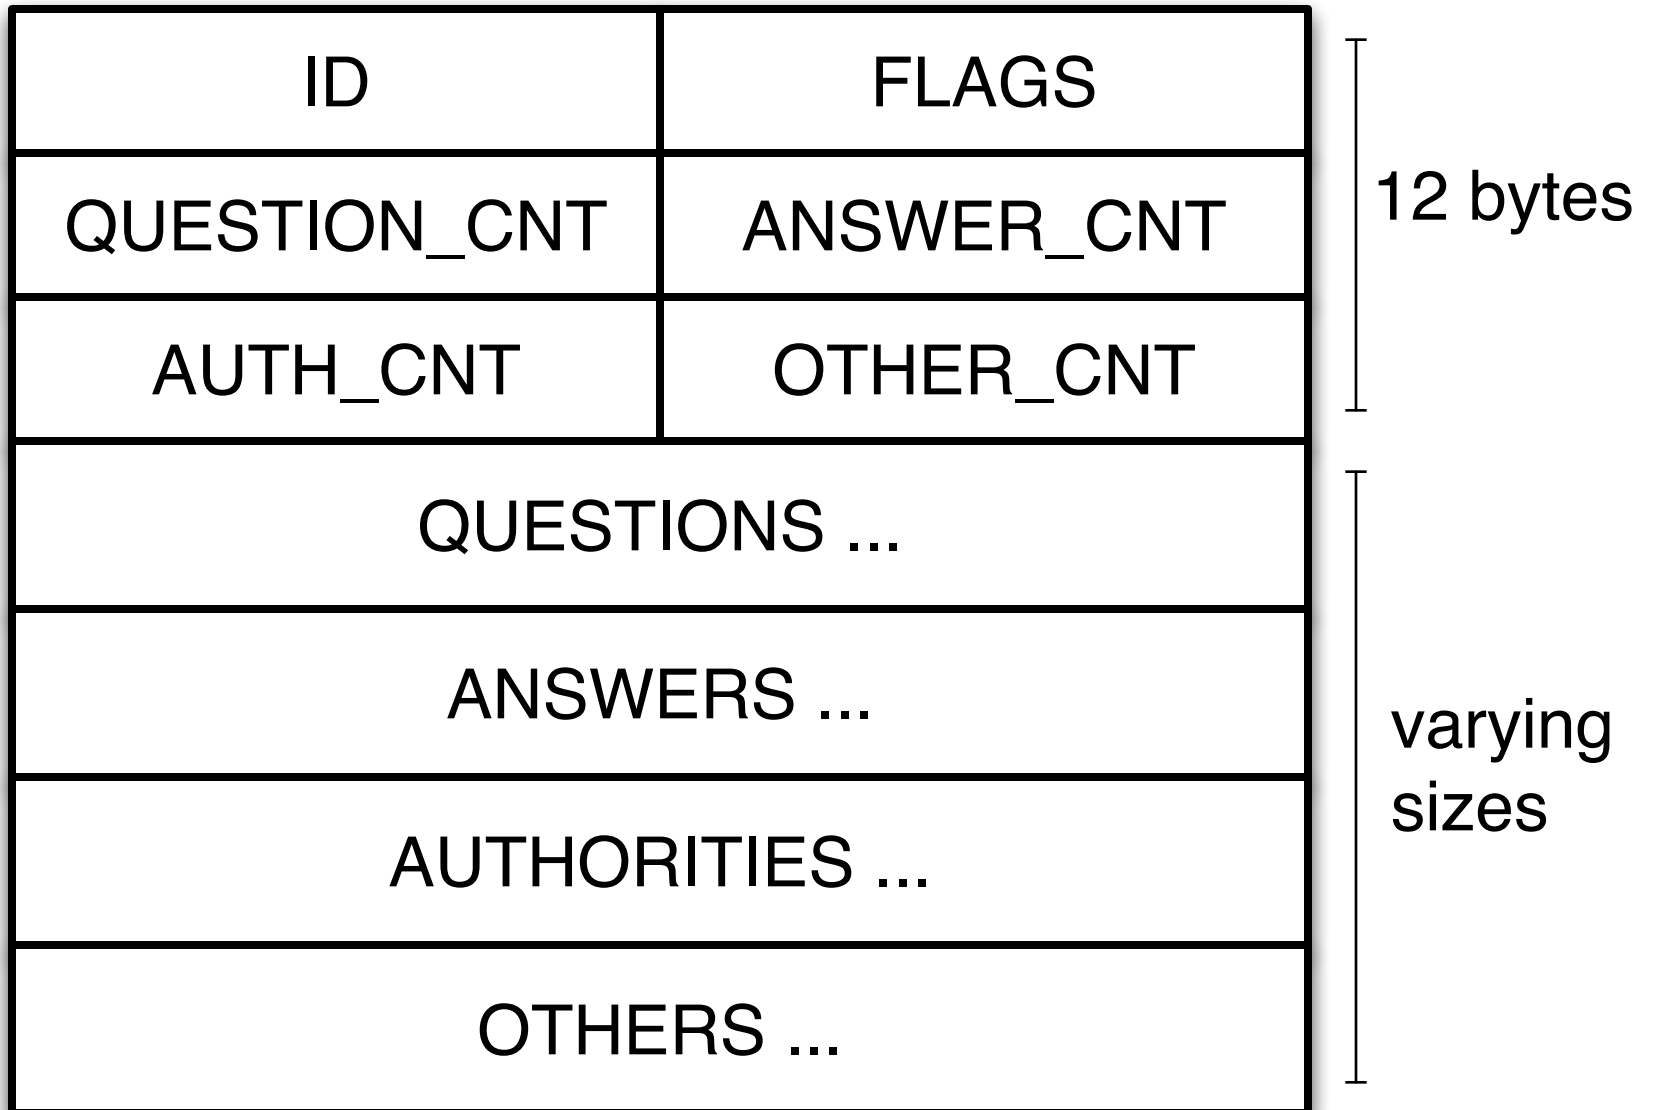 ID FLAGS
12 bytes
QUESTION_CNT ANSWER_CNT
AUTH_CNT OTHER_CNT
QUESTIONS ...
ANSWERS ...
varying
sizes
AUTHORITIES ...
OTHERS ...